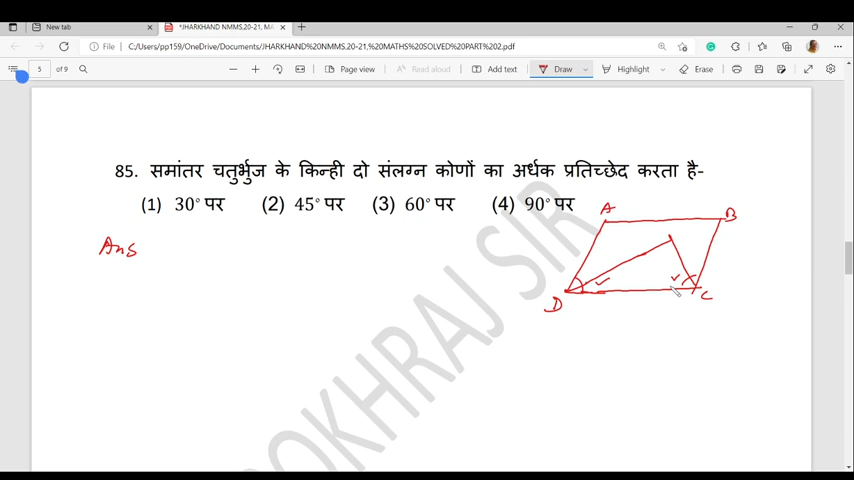 New tab
*JHARKHAND NMMS,20-21, MA
File
C:/Users/pp159/OneDrive/Documents/JHARKHAND%20NMMS.20-21,%20MATHS%20SOLVED%20PART%202.pdf
5 of 9
Page view
Read aloud
Add text
Draw
Highlight
Erase
85. समांतर चतुर्भुज के किन्ही दो संलग्न कोणों का अर्धक प्रतिच्छेद करता है-
(1) 30° पर (2) 45° पर (3) 60° पर (4) 90° पर
A
B
Ans
D
C
POKHRAJ SIR